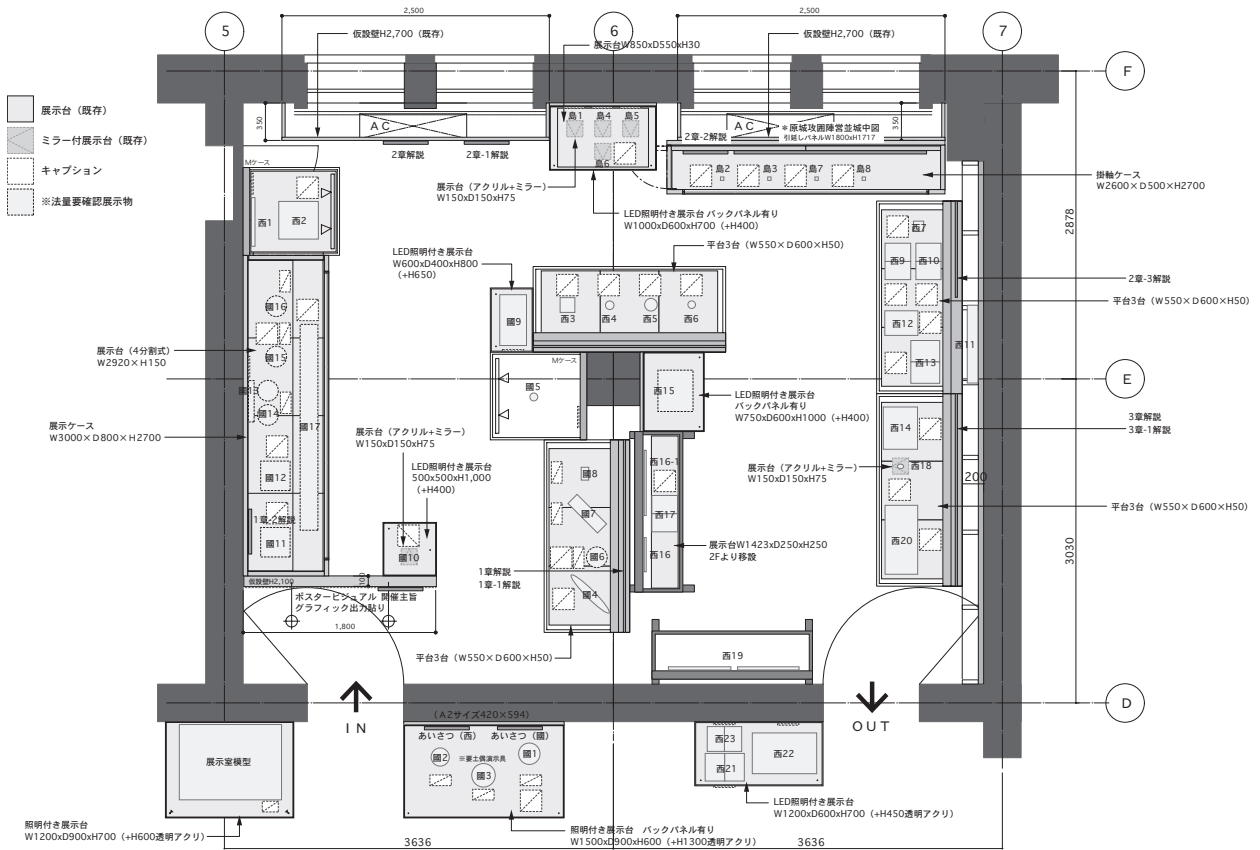 2,500
2,500
5
6
7
仮設壁H2,700（既存）
展示台W850xD550xH30
仮設壁H2,700（既存）
F
展示台（既存）
ミラー付展示台（既存）
キャプション
※法量要確認展示物
350
AC
島1
島4
島5
島6
AC
＊原城攻囲陣営並城中図
引延しパネルW1800xH1717
350
2章解説
2章-1解説
2章-2解説
Mケース
西1
西2
展示台（アクリル+ミラー）
W150xD150xH75
島2
島3
島7
島8
掛軸ケース
W2600×D500×H2700
LED照明付き展示台 バックパネル有り
W1000xD600xH700（+H400）
2878
西7
西9
西10
西12
西13
西11
2章-3解説
平台3台（W550×D600×H50）
LED照明付き展示台
W600xD400xH800
（+H650）
平台3台（W550×D600×H50）
國9
西3
西4
西5
西6
國16
國15
國13
國14
國17
國12
1章-2解説
國11
展示台（4分割式）
W2920×H150
展示ケース
W3000×D800×H2700
Mケース
國5
西15
LED照明付き展示台
バックパネル有り
W750xD600xH1000（+H400）
E
3章解説
3章-1解説
展示台（アクリル+ミラー）
W150xD150xH75
LED照明付き展示台
500x500xH1,000
（+H400）
國10
國8
國7
國6
國4
西16-1
西17
西16
展示台（アクリル+ミラー）
W150xD150xH75
西14
西18
200
西20
平台3台（W550×D600×H50）
展示台W1423xD250xH250
2Fより移設
1章解説
1章-1解説
3030
仮設壁H2,100
100
ポスタービジュアル 開催主旨
グラフィック出力貼り
1,800
平台3台（W550×D600×H50）
西19
IN
OUT
D
（A2サイズ420×594）
あいさつ（西）
あいさつ（國）
展示室模型
國2
※要土偶演示具
國1
國3
西23
西22
西21
LED照明付き展示台
W1200xD600xH700（+H450透明アクリ）
照明付き展示台
W1200xD900xH700（+H600透明アクリ）
照明付き展示台　バックパネル有り
W1500xD900xH600（+H1300透明アクリ）
3636
3636